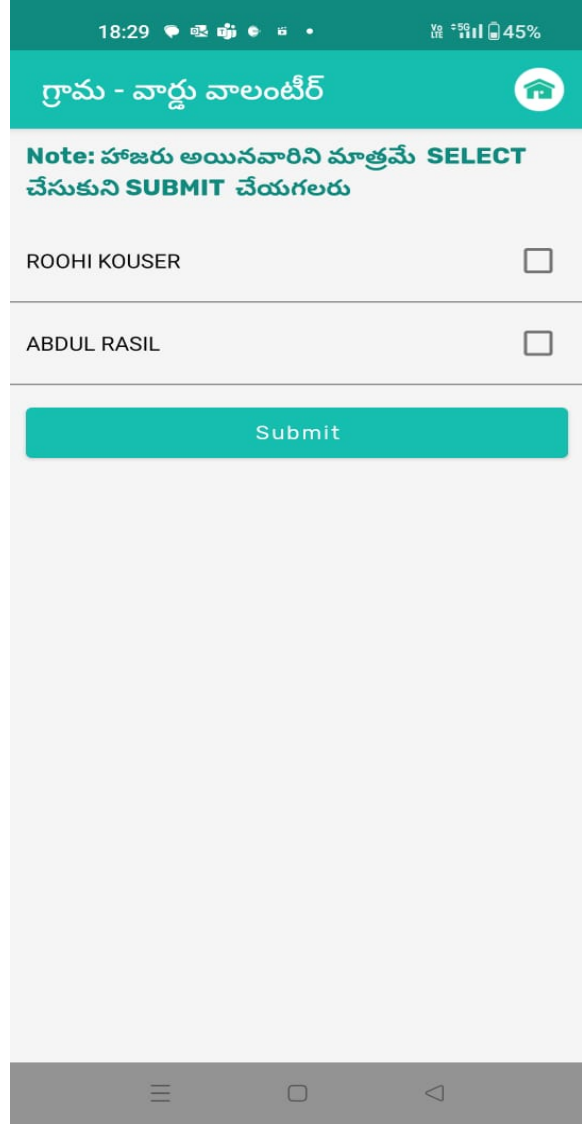 18:29 45%
గ్రామ - వార్డు వాలంటీర్
Note: హాజరు అయినవారిని మాత్రమే SELECT
చేసుకుని SUBMIT చేయగలరు
ROOHI KOUSER
ABDUL RASIL
Submit